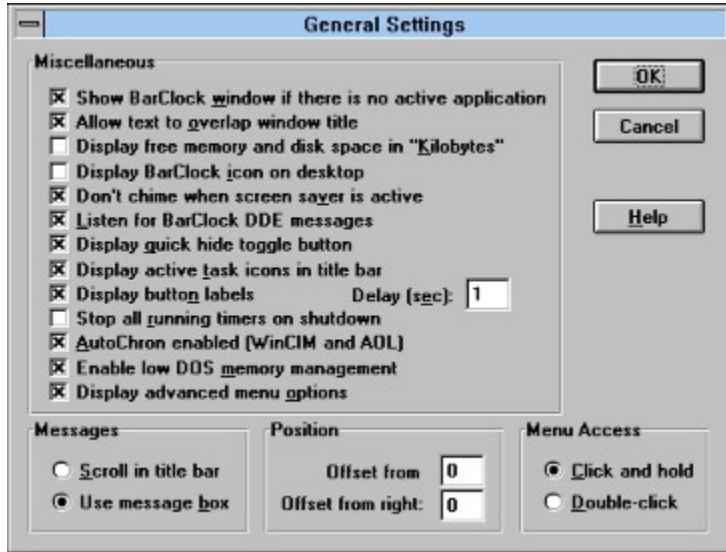 General Settings
Miscellaneous
Show BarClock window if there is no active application
Allow text to overlap window title
Display free memory and disk space in "Kilobytes"
Display BarClock icon on desktop
Don't chime when screen saver is active
Listen for BarClock DDE messages
Display quick hide toggle button
Display active task icons in title bar
Display button labels Delay (sec): 1
Stop all running timers on shutdown
AutoChron enabled (WinCIM and AOL)
Enable low DOS memory management
Display advanced menu options
OK
Cancel
Help
Messages
Scroll in title bar
Use message box
Position
Offset from 0
Offset from right: 0
Menu Access
Click and hold
Double-click